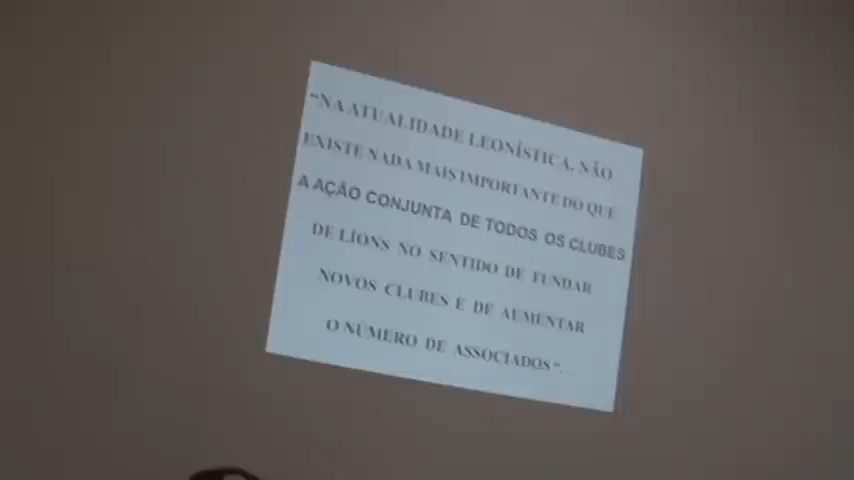 “NA ATUALIDADE LEONÍSTICA, NÃO
EXISTE NADA MAIS IMPORTANTE DO QUE
A AÇÃO CONJUNTA DE TODOS OS CLUBES
DE LIONS NO SENTIDO DE FUNDAR
NOVOS CLUBES E DE AUMENTAR
O NÚMERO DE ASSOCIADOS”.